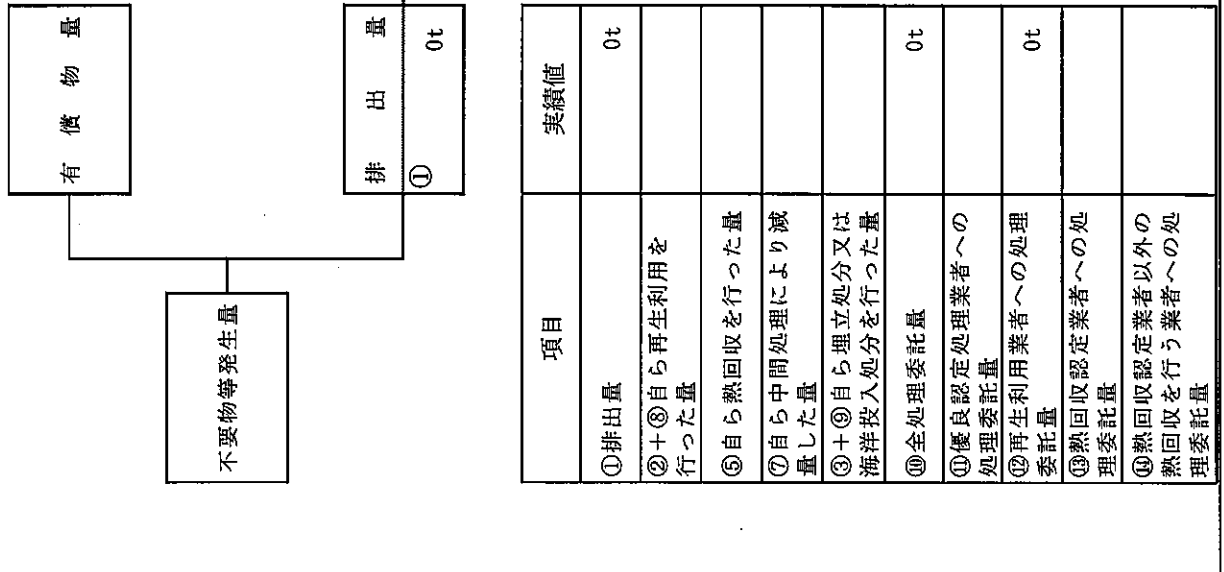 有償物量
不要物等発生量
排出量
① 0t
項目 実績値
①排出量 0t
②+⑧自ら再生利用を
行った量
⑤自ら熱回収を行った量
⑦自ら中間処理により減
量した量
③+⑨自ら埋立処分又は
海洋投入処分を行った量
⑩全処理委託量 0t
⑪優良認定処理業者への
処理委託量
⑫再生利用業者への処理
委託量 0t
⑬熱回収認定業者への処
理委託量
⑭熱回収認定業者以外の
熱回収を行う業者への処
理委託量